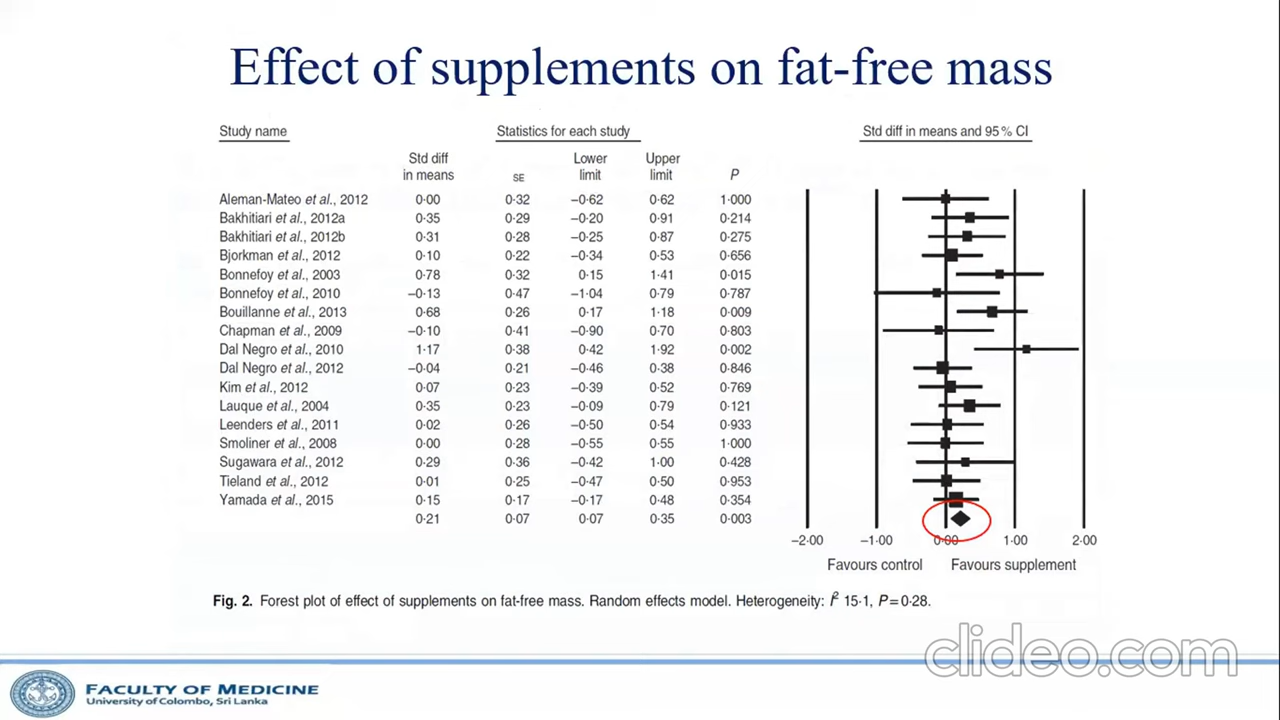 Effect of supplements on fat-free mass
Study name Statistics for each study Std diff in means and 95 % CI
Std diff in means SE Lower limit Upper limit P
Aleman-Mateo et al., 2012 0·00 0·32 −0·62 0·62 1·000
Bakhitiari et al., 2012a 0·35 0·29 −0·20 0·91 0·214
Bakhitiari et al., 2012b 0·31 0·28 −0·25 0·87 0·275
Bjorkman et al., 2012 0·10 0·22 −0·34 0·53 0·656
Bonnefoy et al., 2003 0·78 0·32 0·15 1·41 0·015
Bonnefoy et al., 2010 −0·13 0·47 −1·04 0·79 0·787
Bouillanne et al., 2013 0·68 0·26 0·17 1·18 0·009
Chapman et al., 2009 −0·10 0·41 −0·90 0·70 0·803
Dal Negro et al., 2010 1·17 0·38 0·42 1·92 0·002
Dal Negro et al., 2012 −0·04 0·21 −0·46 0·38 0·846
Kim et al., 2012 0·07 0·23 −0·39 0·52 0·769
Lauque et al., 2004 0·35 0·23 −0·09 0·79 0·121
Leenders et al., 2011 0·02 0·26 −0·50 0·54 0·933
Smoliner et al., 2008 0·00 0·28 −0·55 0·55 1·000
Sugawara et al., 2012 0·29 0·36 −0·42 1·00 0·428
Tieland et al., 2012 0·01 0·25 −0·47 0·50 0·953
Yamada et al., 2015 0·15 0·17 −0·17 0·48 0·354
0·21 0·07 0·07 0·35 0·003
−2·00 −1·00 0·00 1·00 2·00
Favours control Favours supplement
Fig. 2. Forest plot of effect of supplements on fat-free mass. Random effects model. Heterogeneity: I² 15·1, P = 0·28.
clideo.com
FACULTY OF MEDICINE
University of Colombo, Sri Lanka